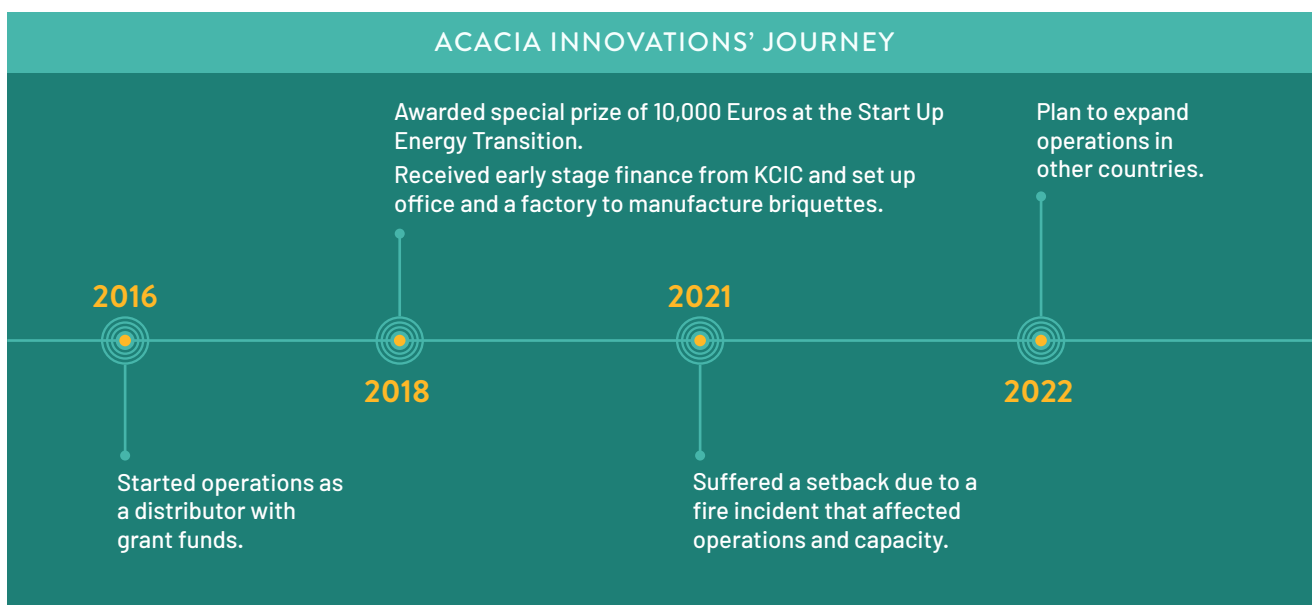 ACACIA INNOVATIONS’ JOURNEY
2016
Started operations as
a distributor with
grant funds.
Awarded special prize of 10,000 Euros at the Start Up
Energy Transition.
Received early stage finance from KCIC and set up
office and a factory to manufacture briquettes.
2018
2021
Suffered a setback due to a
fire incident that affected
operations and capacity.
Plan to expand
operations in
other countries.
2022